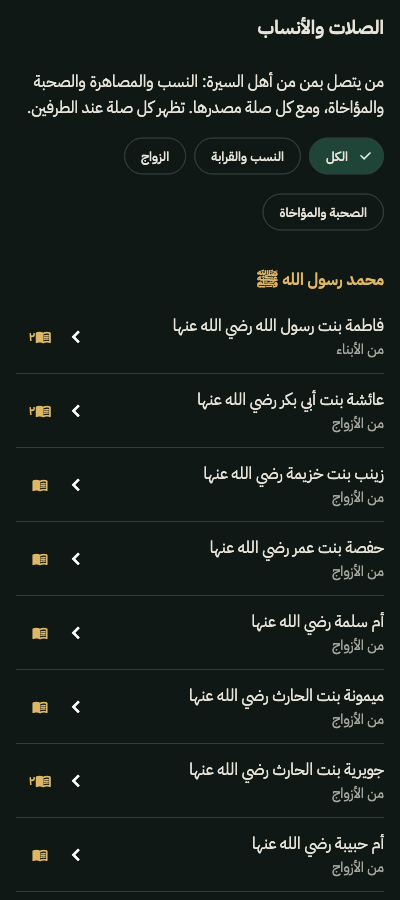 الصلات والأنساب
من يتصل بمن من أهل السيرة: النسب والمصاهرة والصحبة
والمؤاخاة، ومع كل صلة مصدرها. تظهر كل صلة عند الطرفين.
الكل
النسب والقرابة
الزواج
الصحبة والمؤاخاة
محمد رسول الله ﷺ
فاطمة بنت رسول الله رضي الله عنها
من الأبناء
٢
عائشة بنت أبي بكر رضي الله عنها
من الأزواج
٢
زينب بنت خزيمة رضي الله عنها
من الأزواج
حفصة بنت عمر رضي الله عنها
من الأزواج
أم سلمة رضي الله عنها
من الأزواج
ميمونة بنت الحارث رضي الله عنها
من الأزواج
جويرية بنت الحارث رضي الله عنها
من الأزواج
٢
أم حبيبة رضي الله عنها
من الأزواج